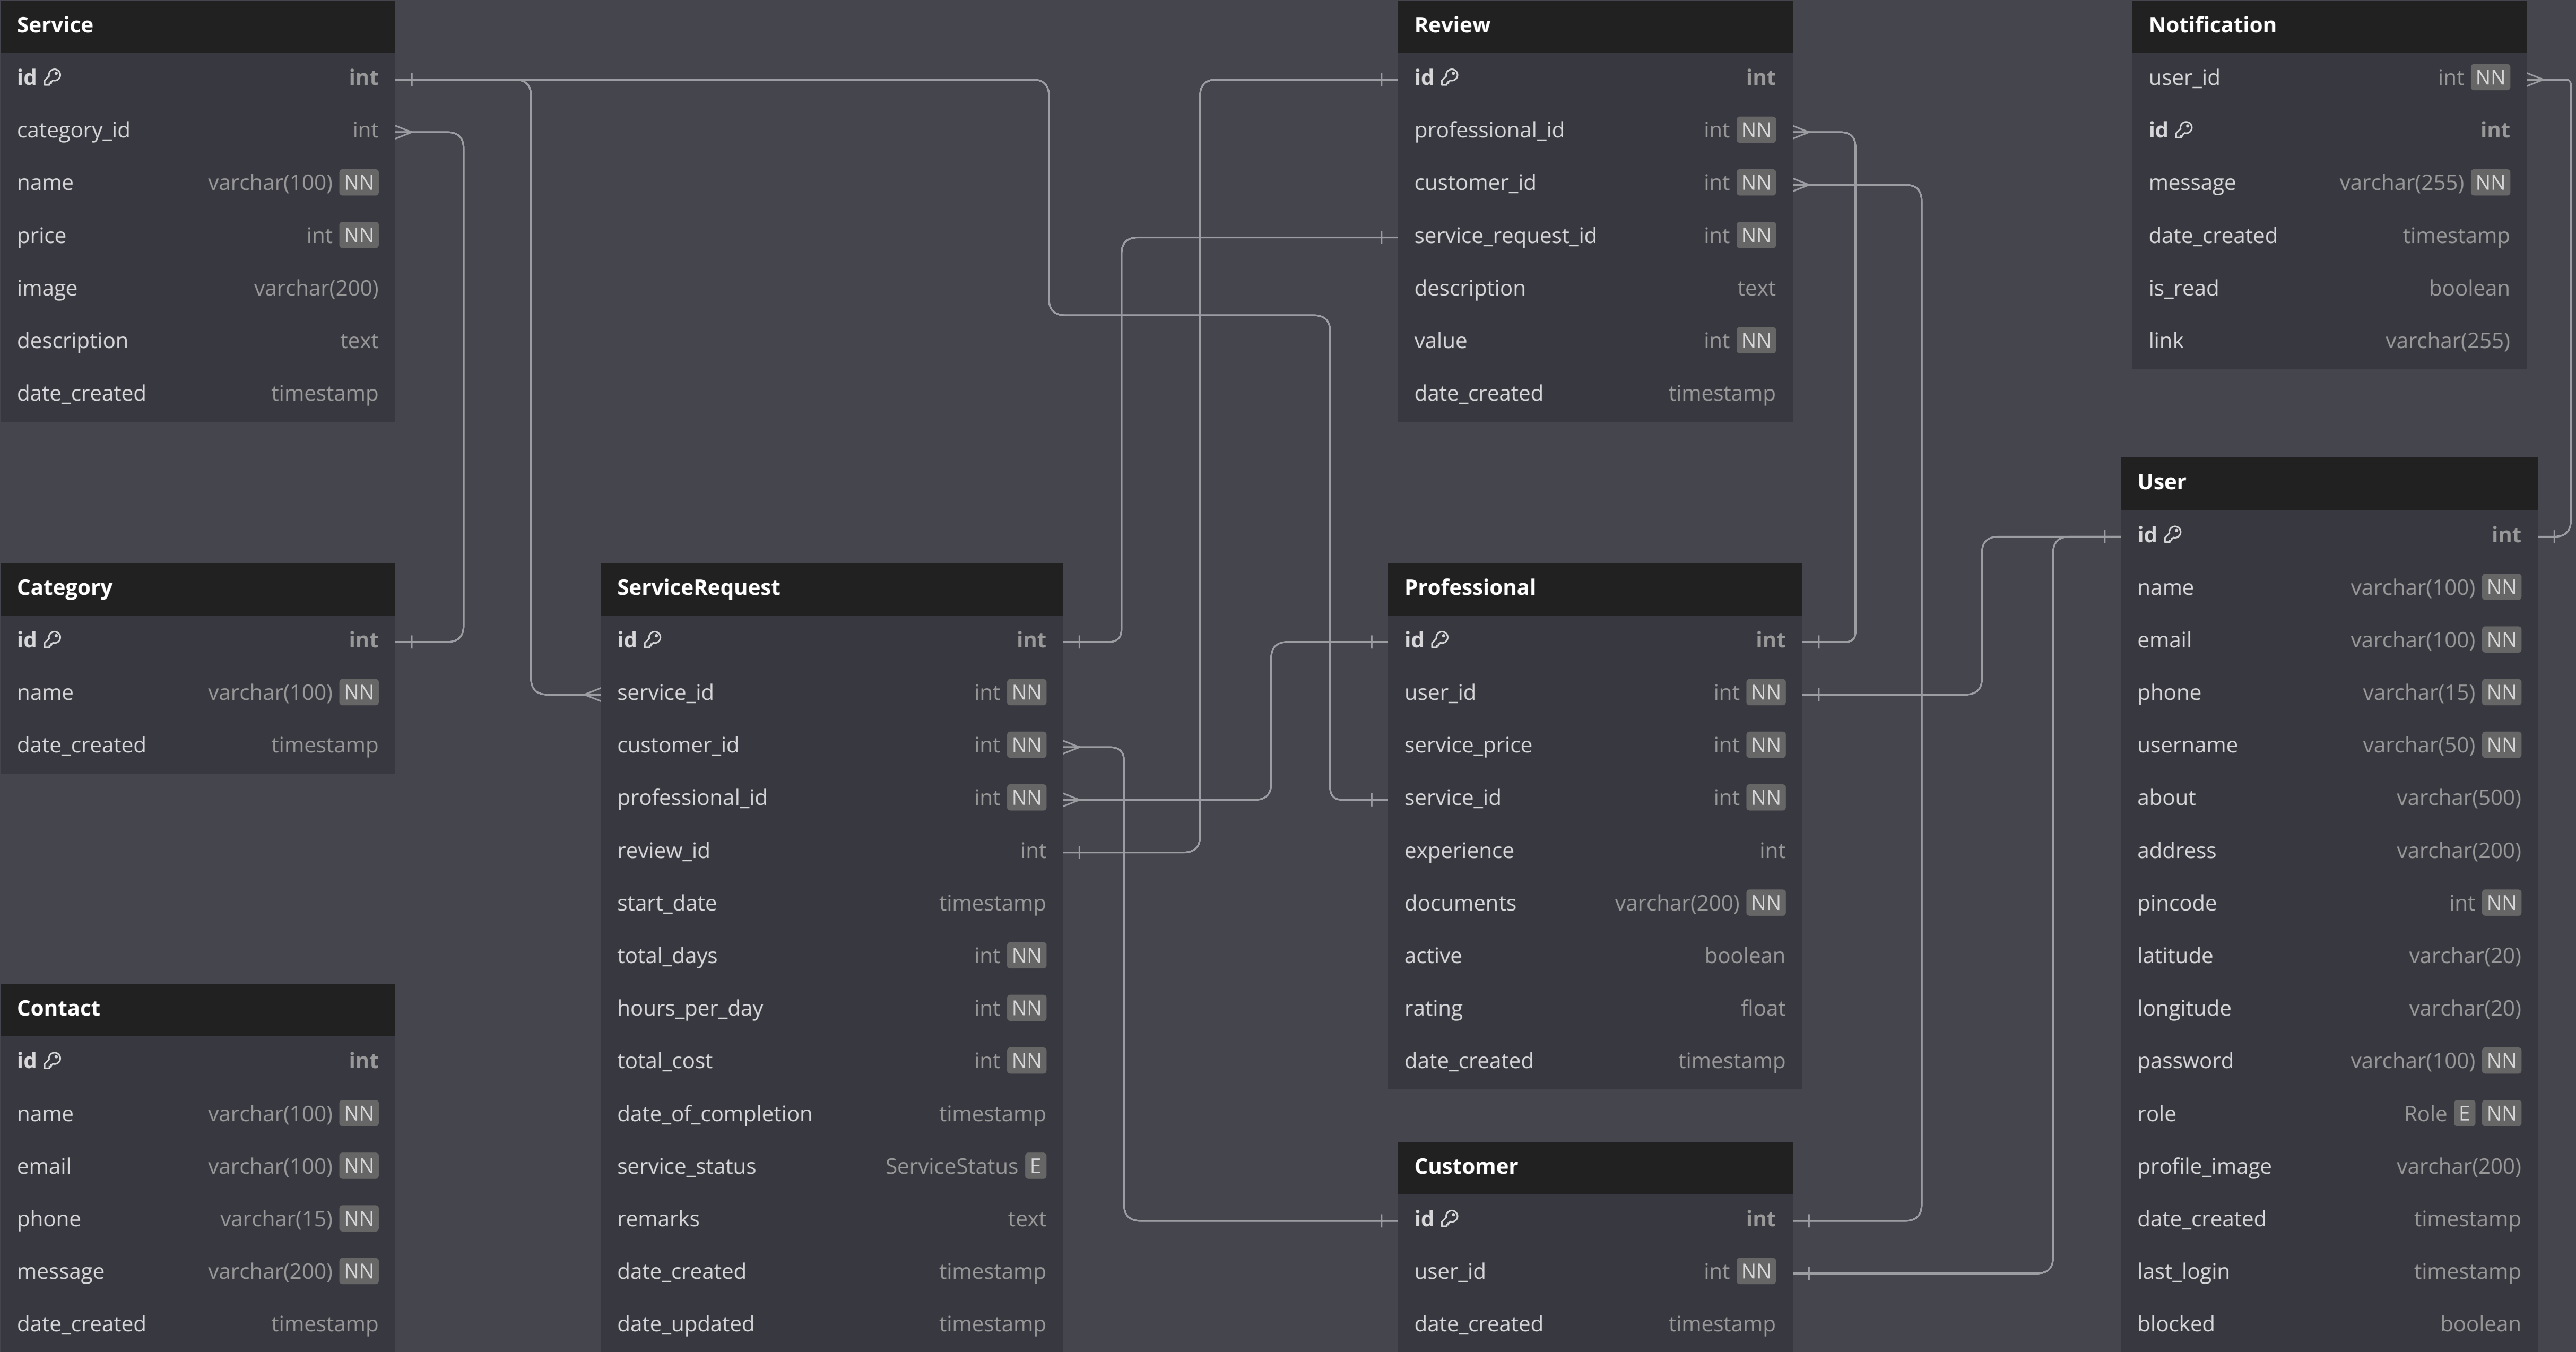 Service
id int
category_id int
name varchar(100) NN
price int NN
image varchar(200)
description text
date_created timestamp
Category
id int
name varchar(100) NN
date_created timestamp
Contact
id int
name varchar(100) NN
email varchar(100) NN
phone varchar(15) NN
message varchar(200) NN
date_created timestamp
ServiceRequest
id int
service_id int NN
customer_id int NN
professional_id int NN
review_id int
start_date timestamp
total_days int NN
hours_per_day int NN
total_cost int NN
date_of_completion timestamp
service_status ServiceStatus E
remarks text
date_created timestamp
date_updated timestamp
Review
id int
professional_id int NN
customer_id int NN
service_request_id int NN
description text
value int NN
date_created timestamp
Professional
id int
user_id int NN
service_price int NN
service_id int NN
experience int
documents varchar(200) NN
active boolean
rating float
date_created timestamp
Customer
id int
user_id int NN
date_created timestamp
Notification
user_id int NN
id int
message varchar(255) NN
date_created timestamp
is_read boolean
link varchar(255)
User
id int
name varchar(100) NN
email varchar(100) NN
phone varchar(15) NN
username varchar(50) NN
about varchar(500)
address varchar(200)
pincode int NN
latitude varchar(20)
longitude varchar(20)
password varchar(100) NN
role Role E NN
profile_image varchar(200)
date_created timestamp
last_login timestamp
blocked boolean